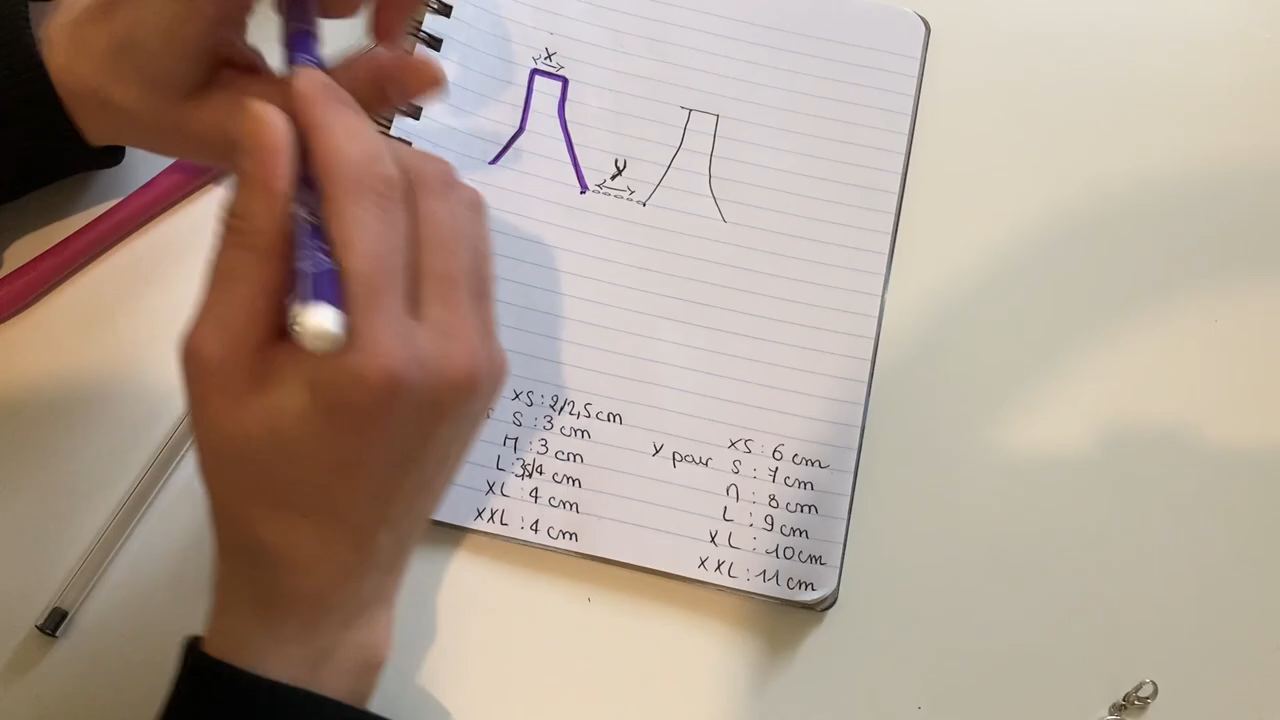 X
Y
XS : 2/2,5 cm
S : 3 cm
M : 3 cm
L : 3,5/4 cm
XL : 4 cm
XXL : 4 cm
Y pour
XS : 6 cm
S : 7 cm
M : 8 cm
L : 9 cm
XL : 10 cm
XXL : 11 cm